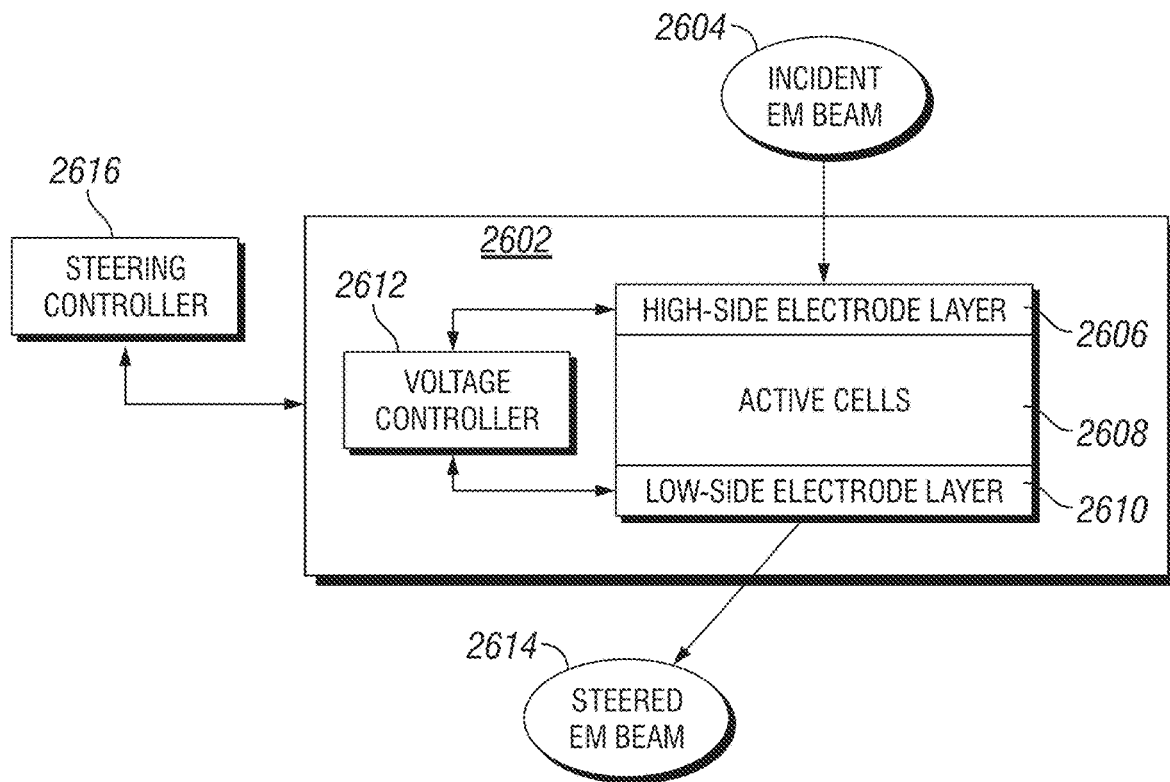 2604
INCIDENT
EM BEAM
2616
STEERING
CONTROLLER
2602
2612
VOLTAGE
CONTROLLER
HIGH-SIDE ELECTRODE LAYER
2606
ACTIVE CELLS
2608
LOW-SIDE ELECTRODE LAYER
2610
2614
STEERED
EM BEAM